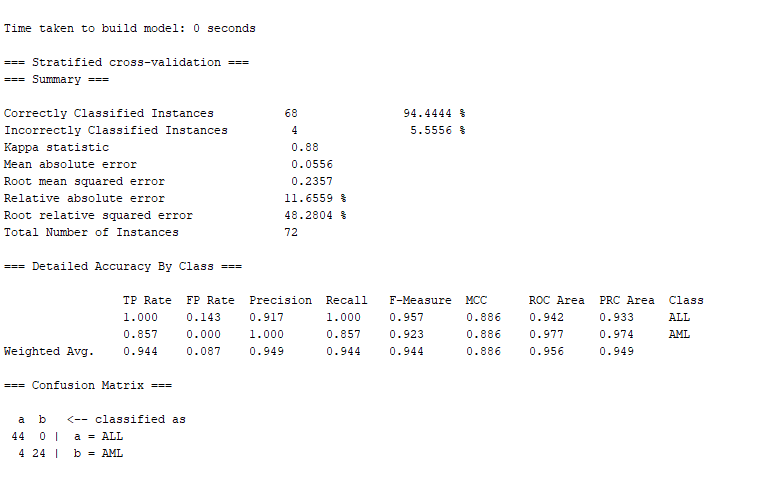 Time taken to build model: 0 seconds
=== Stratified cross-validation ===
=== Summary ===
Correctly Classified Instances 68 94.4444 %
Incorrectly Classified Instances 4 5.5556 %
Kappa statistic 0.88
Mean absolute error 0.0556
Root mean squared error 0.2357
Relative absolute error 11.6559 %
Root relative squared error 48.2804 %
Total Number of Instances 72
=== Detailed Accuracy By Class ===
TP Rate FP Rate Precision Recall F-Measure MCC ROC Area PRC Area Class
1.000 0.143 0.917 1.000 0.957 0.886 0.942 0.933 ALL
0.857 0.000 1.000 0.857 0.923 0.886 0.977 0.974 AML
Weighted Avg. 0.944 0.087 0.949 0.944 0.944 0.886 0.956 0.949
=== Confusion Matrix ===
a b <-- classified as
44 0 | a = ALL
4 24 | b = AML